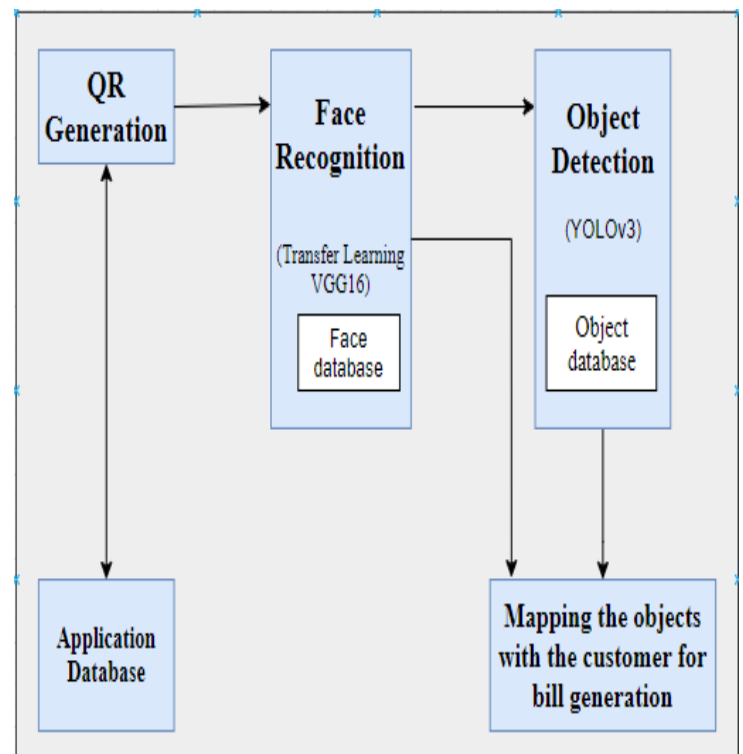 QR
Generation
Face
Recognition
(Transfer Learning
VGG16)
Face
database
Object
Detection
(YOLOv3)
Object
database
Application
Database
Mapping the objects
with the customer for
bill generation